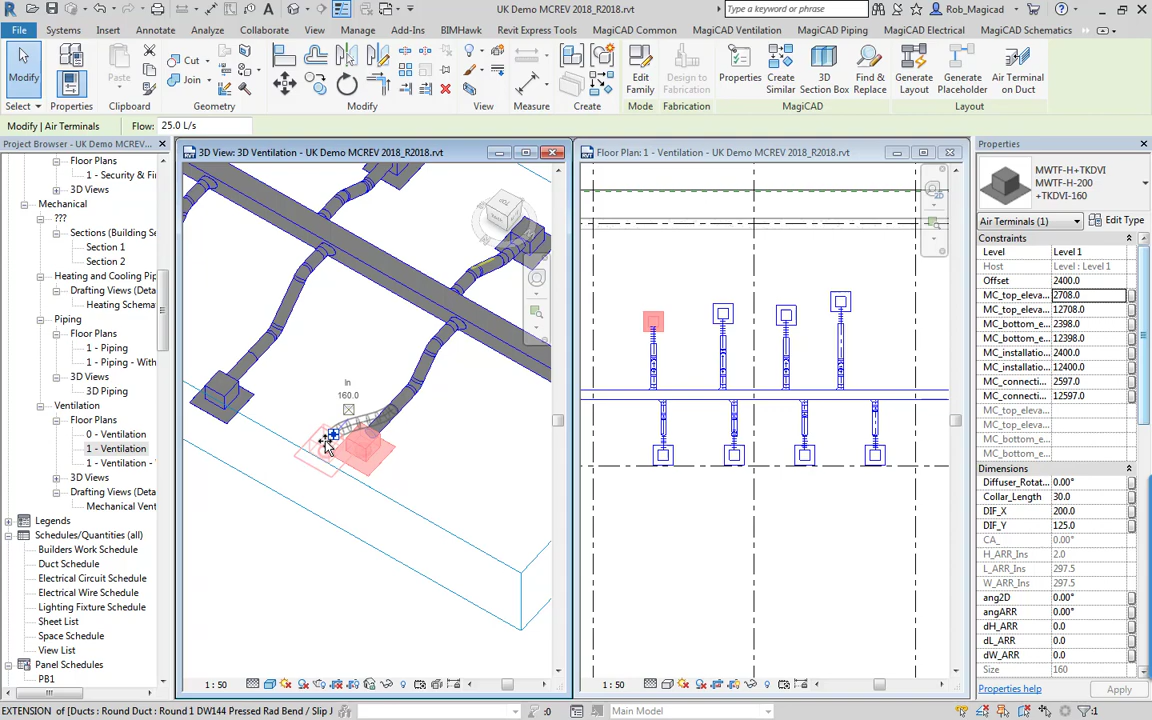 UK Demo MCREV 2018_R2018.rvt
Type a keyword or phrase
Rob_Magicad
File Systems Insert Annotate Analyze Collaborate View Manage Add-Ins BIMHawk Revit Express Tools MagiCAD Common MagiCAD Ventilation MagiCAD Piping MagiCAD Electrical MagiCAD Schematics
Modify
Properties
Paste
Cut
Join
Edit Family
Design to Fabrication
Properties
Create Similar
3D Section Box
Find & Replace
Generate Layout
Generate Placeholder
Air Terminal on Duct
Select Properties Clipboard Geometry Modify View Measure Create Mode Fabrication MagiCAD Layout
Modify | Air Terminals Flow: 25.0 L/s
Project Browser - UK Demo MCREV...
Floor Plans
1 - Security & Fi
3D Views
Mechanical
???
Sections (Building Se
Section 1
Section 2
Heating and Cooling Pip
Drafting Views (Detai
Heating Schema
Piping
Floor Plans
1 - Piping
1 - Piping - With
3D Views
3D Piping
Ventilation
Floor Plans
0 - Ventilation
1 - Ventilation
1 - Ventilation -
3D Views
Drafting Views (Deta
Mechanical Vent
Legends
Schedules/Quantities (all)
Builders Work Schedule
Duct Schedule
Electrical Circuit Schedule
Electrical Wire Schedule
Lighting Fixture Schedule
Sheet List
Space Schedule
View List
Panel Schedules
PB1
3D View: 3D Ventilation - UK Demo MCREV 2018_R2018.rvt
In
160.0
1 : 50
Floor Plan: 1 - Ventilation - UK Demo MCREV 2018_R2018.rvt
1 : 50
Properties
MWTF-H+TKDVI
MWTF-H-200
+TKDVI-160
Air Terminals (1) Edit Type
Constraints
Level Level 1
Host Level : Level 1
Offset 2400.0
MC_top_eleva... 2708.0
MC_top_eleva... 12708.0
MC_bottom_e... 2398.0
MC_bottom_e... 12398.0
MC_installatio... 2400.0
MC_installatio... 12400.0
MC_connecti... 2597.0
MC_connecti... 12597.0
MC_top_eleva...
MC_bottom_e...
MC_installatio...
MC_connecti...
Dimensions
Diffuser_Rotat... 0.00°
Collar_Length 30.0
DIF_X 200.0
DIF_Y 125.0
CA_ 0.00°
H_ARR_Ins 2.0
L_ARR_Ins 297.5
W_ARR_Ins 297.5
ang2D 0.00°
angARR 0.00°
dH_ARR 0.0
dL_ARR 0.0
dW_ARR 0.0
Size 160
Properties help Apply
EXTENSION of [Ducts : Round Duct : Round 1 DW144 Pressed Rad Bend / Slip J :0 Main Model :1